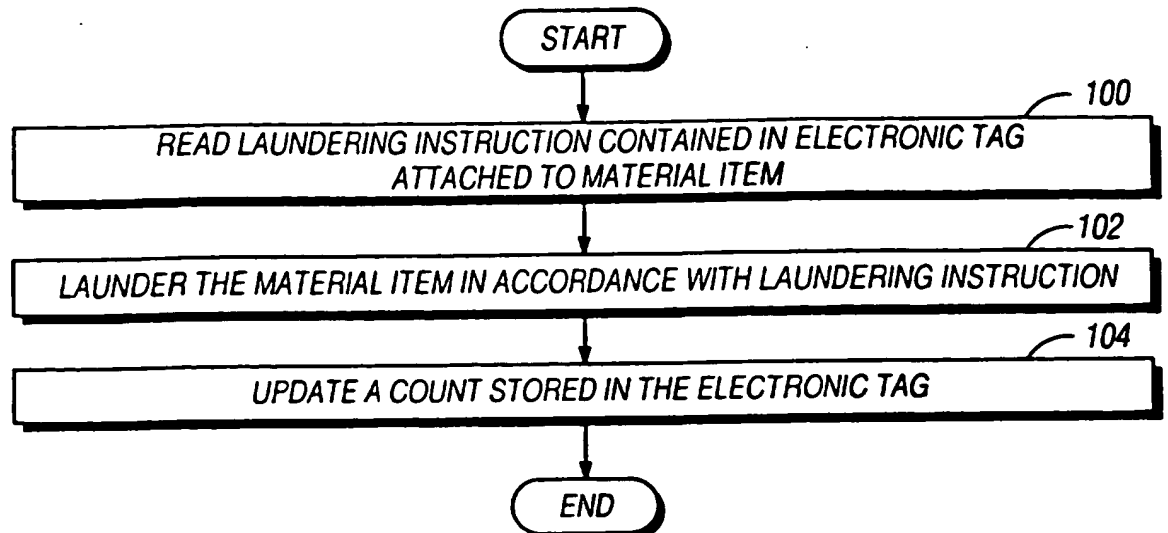 START
100
READ LAUNDERING INSTRUCTION CONTAINED IN ELECTRONIC TAG
ATTACHED TO MATERIAL ITEM
102
LAUNDER THE MATERIAL ITEM IN ACCORDANCE WITH LAUNDERING INSTRUCTION
104
UPDATE A COUNT STORED IN THE ELECTRONIC TAG
END